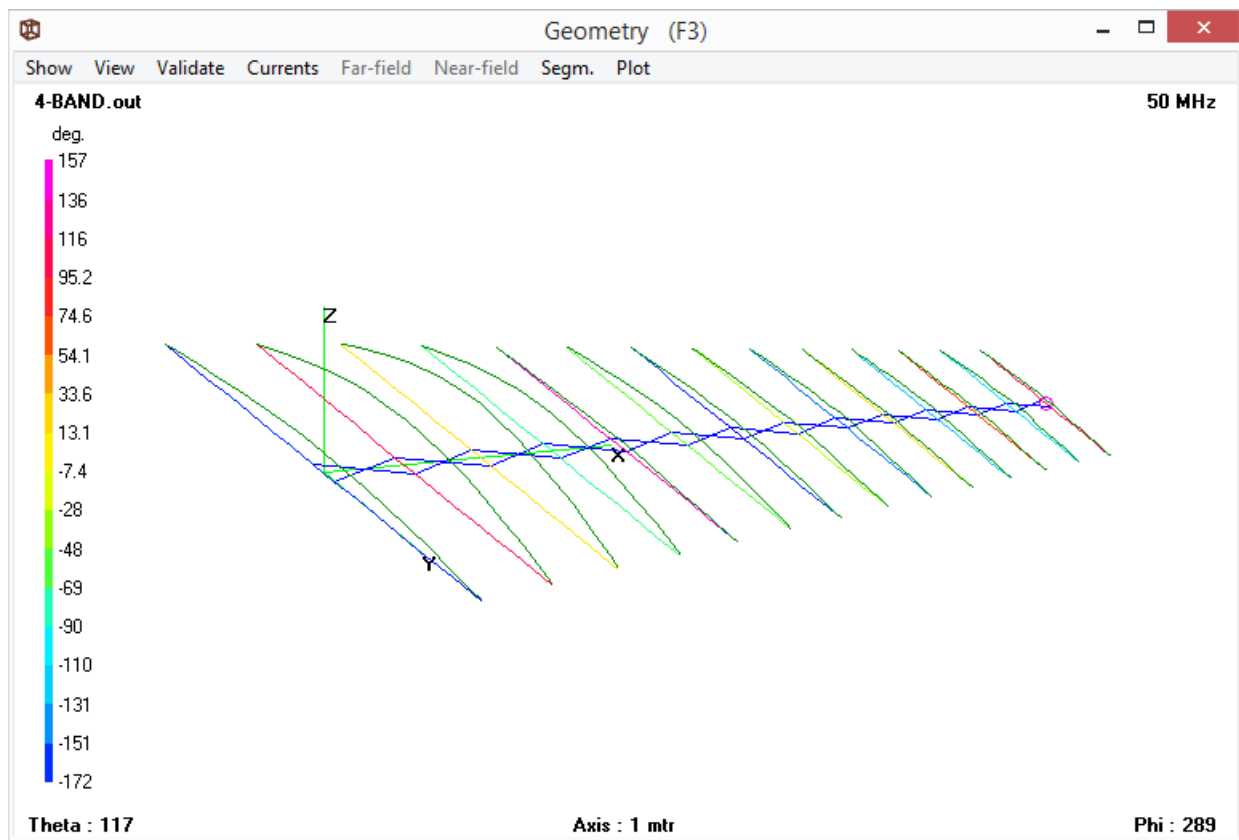 Geometry (F3)
Show View Validate Currents Far-field Near-field Segm. Plot
4-BAND.out 50 MHz
deg.
157
136
116
95.2
74.6
54.1
33.6
13.1
-7.4
-28
-48
-69
-90
-110
-131
-151
-172
Z
X
Y
Theta : 117 Axis : 1 mtr Phi : 289